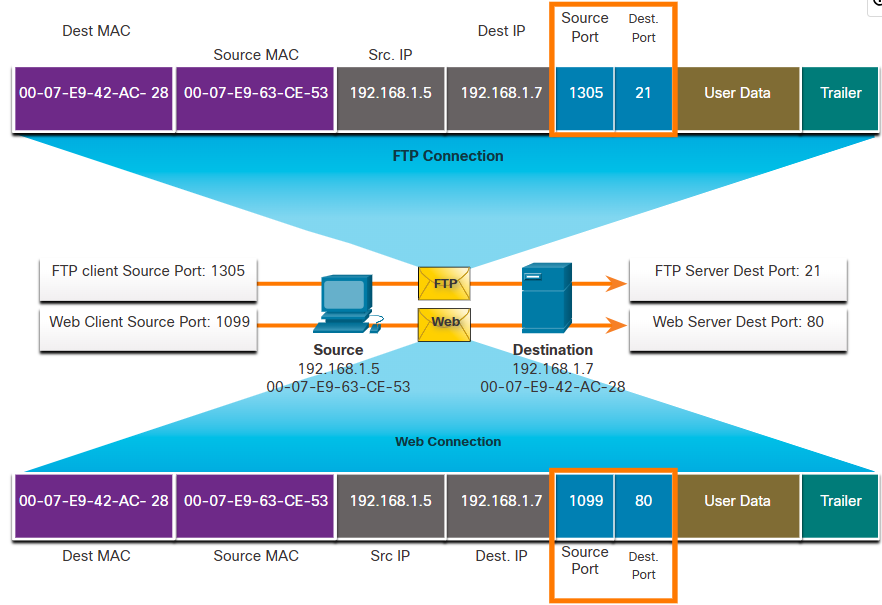 Dest MAC
Source MAC
Src. IP
Dest IP
Source
Port
Dest.
Port
00-07-E9-42-AC- 28
00-07-E9-63-CE-53
192.168.1.5
192.168.1.7
1305
21
User Data
Trailer
FTP Connection
FTP client Source Port: 1305
FTP
FTP Server Dest Port: 21
Web Client Source Port: 1099
Web
Web Server Dest Port: 80
Source
192.168.1.5
00-07-E9-63-CE-53
Destination
192.168.1.7
00-07-E9-42-AC-28
Web Connection
00-07-E9-42-AC- 28
00-07-E9-63-CE-53
192.168.1.5
192.168.1.7
1099
80
User Data
Trailer
Dest MAC
Source MAC
Src IP
Dest. IP
Source
Port
Dest.
Port